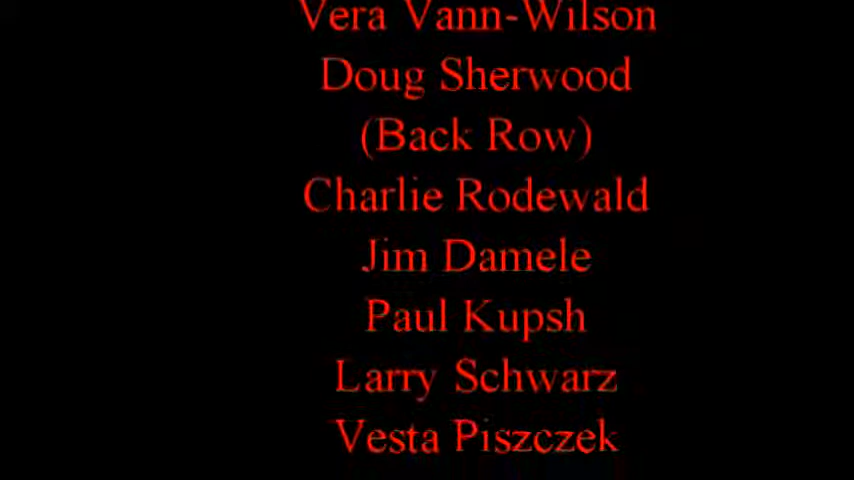 Vera Vann-Wilson
Doug Sherwood
(Back Row)
Charlie Rodewald
Jim Damele
Paul Kupsh
Larry Schwarz
Vesta Piszczek